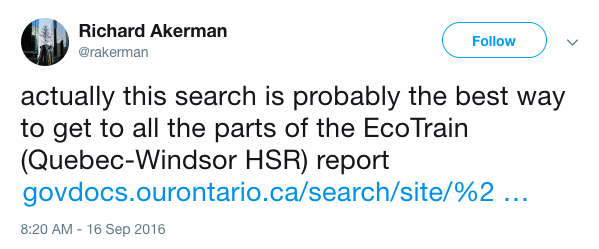 Richard Akerman
@rakerman
Follow
actually this search is probably the best way
to get to all the parts of the EcoTrain
(Quebec-Windsor HSR) report
govdocs.ourontario.ca/search/site/%2 …
8:20 AM - 16 Sep 2016